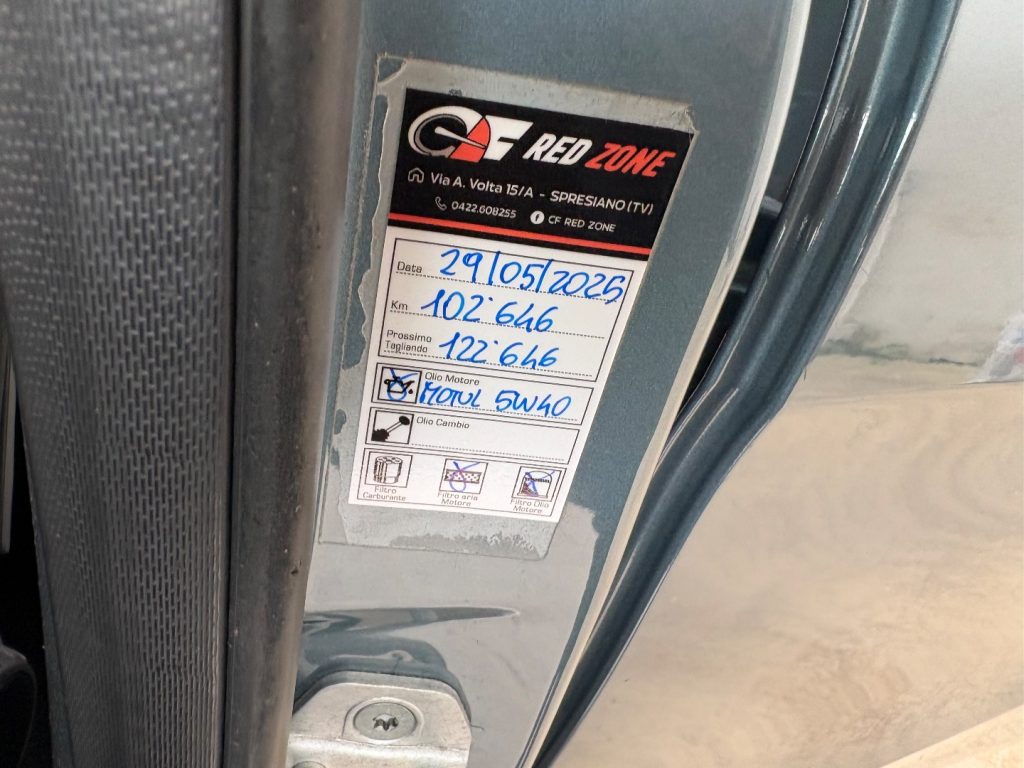 CF RED ZONE
Via A. Volta 15/A - SPRESIANO (TV)
0422.608255 CF RED ZONE
Data 29/05/2025
Km 102°646
Prossimo Tagliando 122°646
Olio Motore
MOTUL 5W40
Olio Cambio
Filtro Carburante
Filtro aria Motore
Filtro Olio Motore